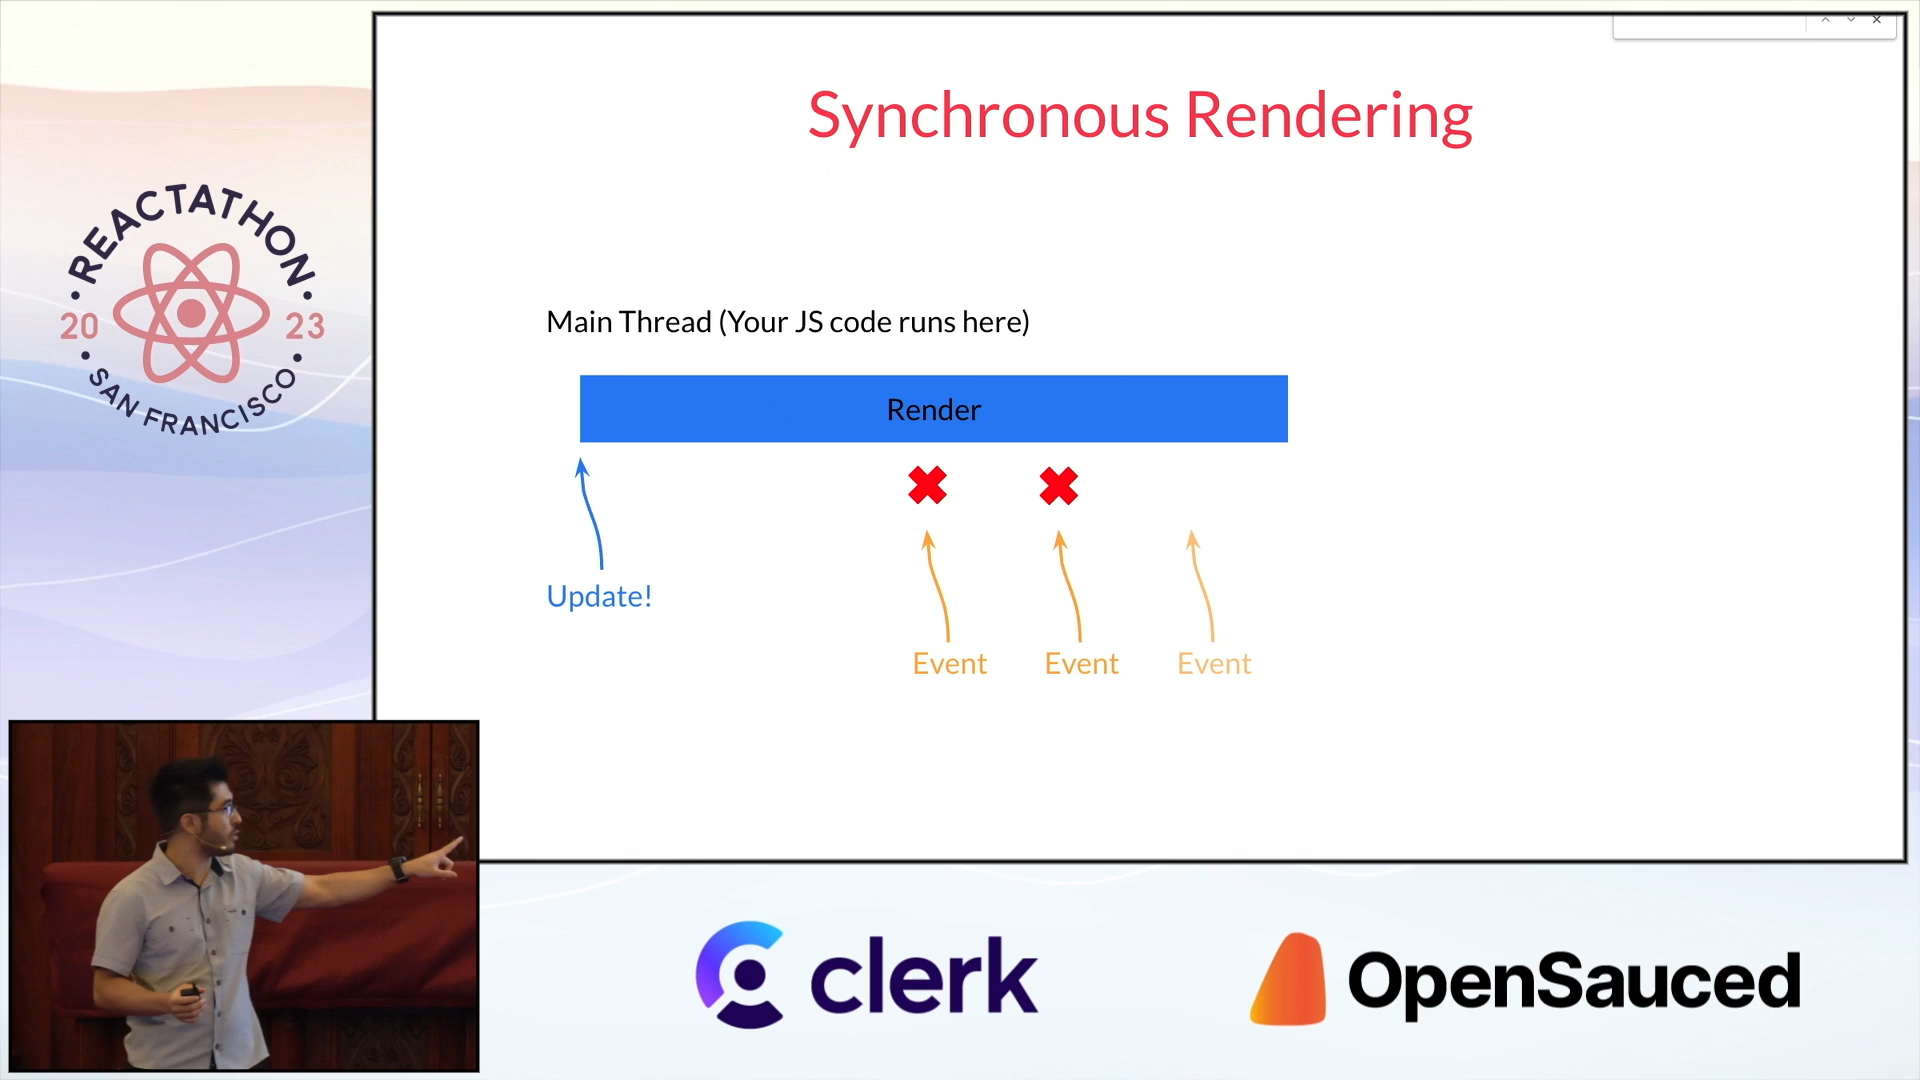 REACTATHON
20 23
SAN FRANCISCO
Synchronous Rendering
Main Thread (Your JS code runs here)
Render
Update!
Event Event Event
clerk
OpenSauced